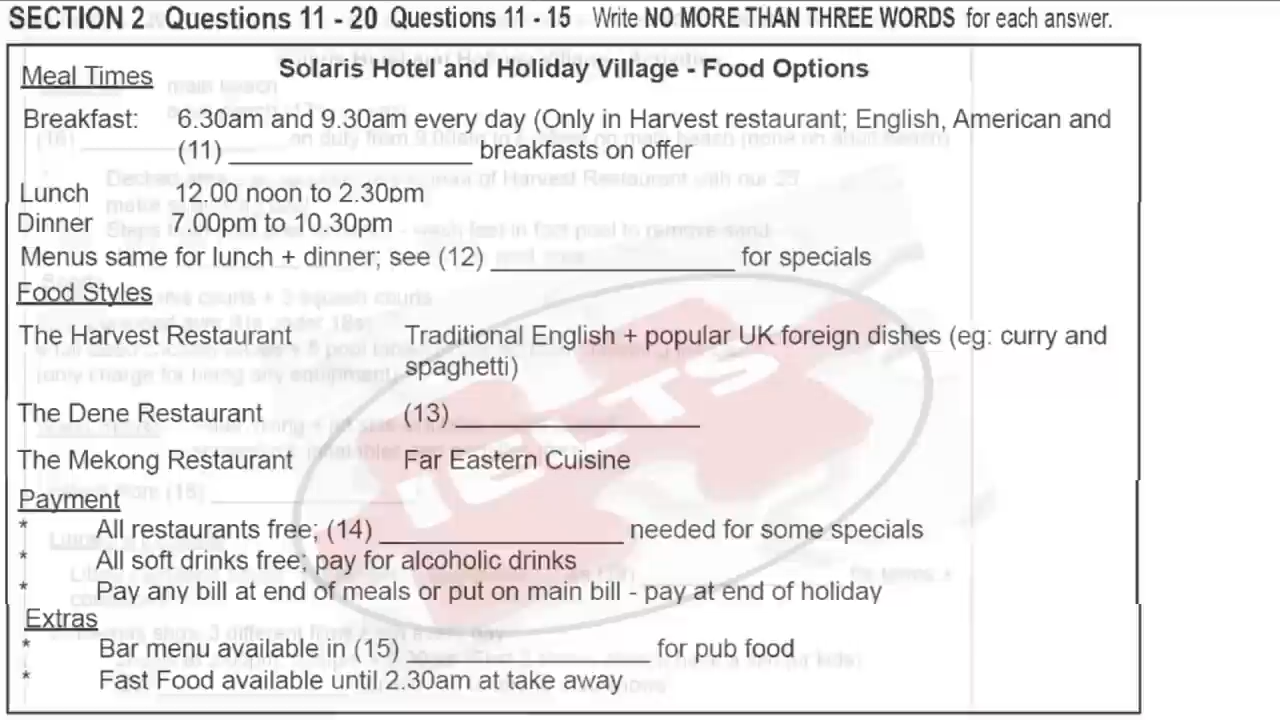 SECTION 2 Questions 11 - 20 Questions 11 - 15 Write NO MORE THAN THREE WORDS for each answer.
Solaris Hotel and Holiday Village - Food Options
Meal Times
Breakfast: 6.30am and 9.30am every day (Only in Harvest restaurant; English, American and
(11) ________________ breakfasts on offer
Lunch 12.00 noon to 2.30pm
Dinner 7.00pm to 10.30pm
Menus same for lunch + dinner; see (12) ________________ for specials
Food Styles
The Harvest Restaurant Traditional English + popular UK foreign dishes (eg: curry and
spaghetti)
The Dene Restaurant (13) ________________
The Mekong Restaurant Far Eastern Cuisine
Payment
* All restaurants free; (14) ________________ needed for some specials
* All soft drinks free; pay for alcoholic drinks
* Pay any bill at end of meals or put on main bill - pay at end of holiday
Extras
* Bar menu available in (15) ________________ for pub food
* Fast Food available until 2.30am at take away
IELTS